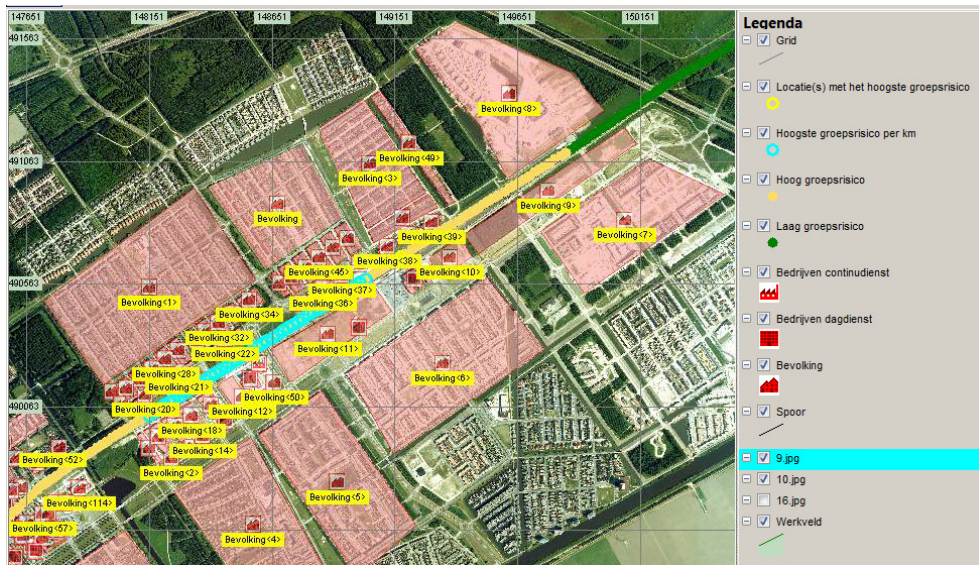 147651 148151 148651 149151 149651 150151
491563
491063
490563
490063
Bevolking<8>
Bevolking<49>
Bevolking<3>
Bevolking
Bevolking<9>
Bevolking<7>
Bevolking<39>
Bevolking<38>
Bevolking<45>
Bevolking<10>
Bevolking<37>
Bevolking<1>
Bevolking<36>
Bevolking<34>
Bevolking<32>
Bevolking<11>
Bevolking<22>
Bevolking<28>
Bevolking<6>
Bevolking<21>
Bevolking<50>
Bevolking<20>
Bevolking<12>
Bevolking<18>
Bevolking<14>
Bevolking<52>
Bevolking<2>
Bevolking<5>
Bevolking<114>
Bevolking<57>
Bevolking<4>
Legenda
Grid
Locatie(s) met het hoogste groepsrisico
Hoogste groepsrisico per km
Hoog groepsrisico
Laag groepsrisico
Bedrijven continudienst
Bedrijven dagdienst
Bevolking
Spoor
9.jpg
10.jpg
16.jpg
Werkveld